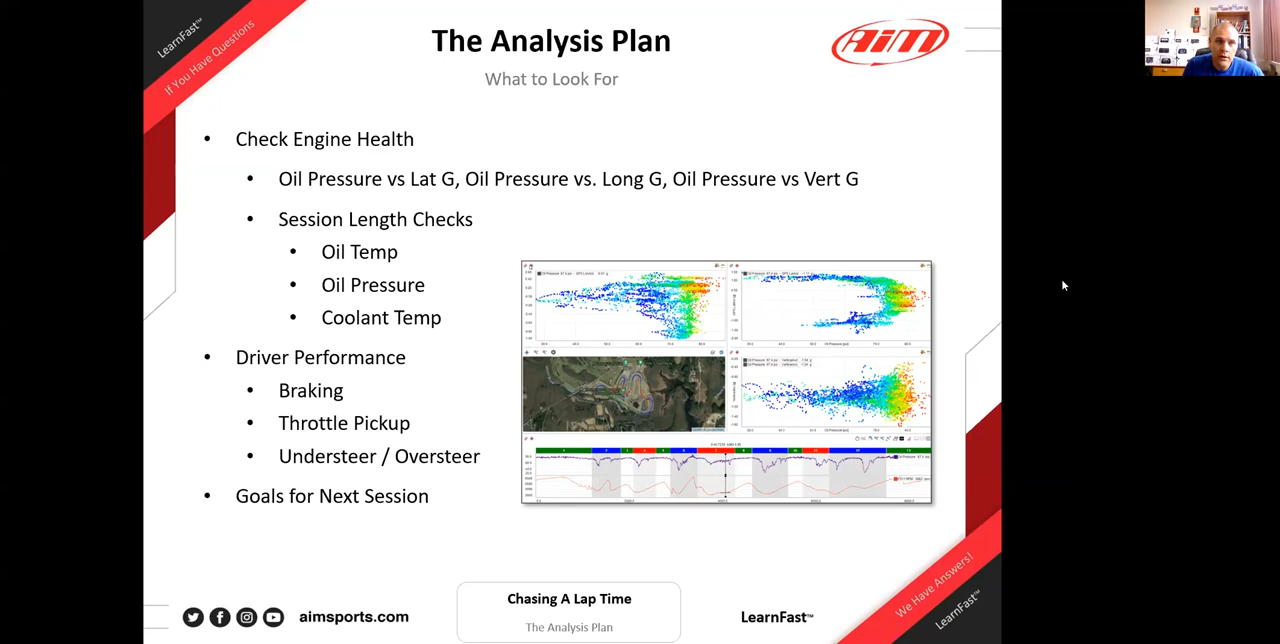 LearnFast™
If You Have Questions
The Analysis Plan
What to Look For
AiM
• Check Engine Health
• Oil Pressure vs Lat G, Oil Pressure vs. Long G, Oil Pressure vs Vert G
• Session Length Checks
• Oil Temp
• Oil Pressure
• Coolant Temp
• Driver Performance
• Braking
• Throttle Pickup
• Understeer / Oversteer
• Goals for Next Session
aimsports.com
Chasing A Lap Time
The Analysis Plan
LearnFast™
We Have Answers!
LearnFast™